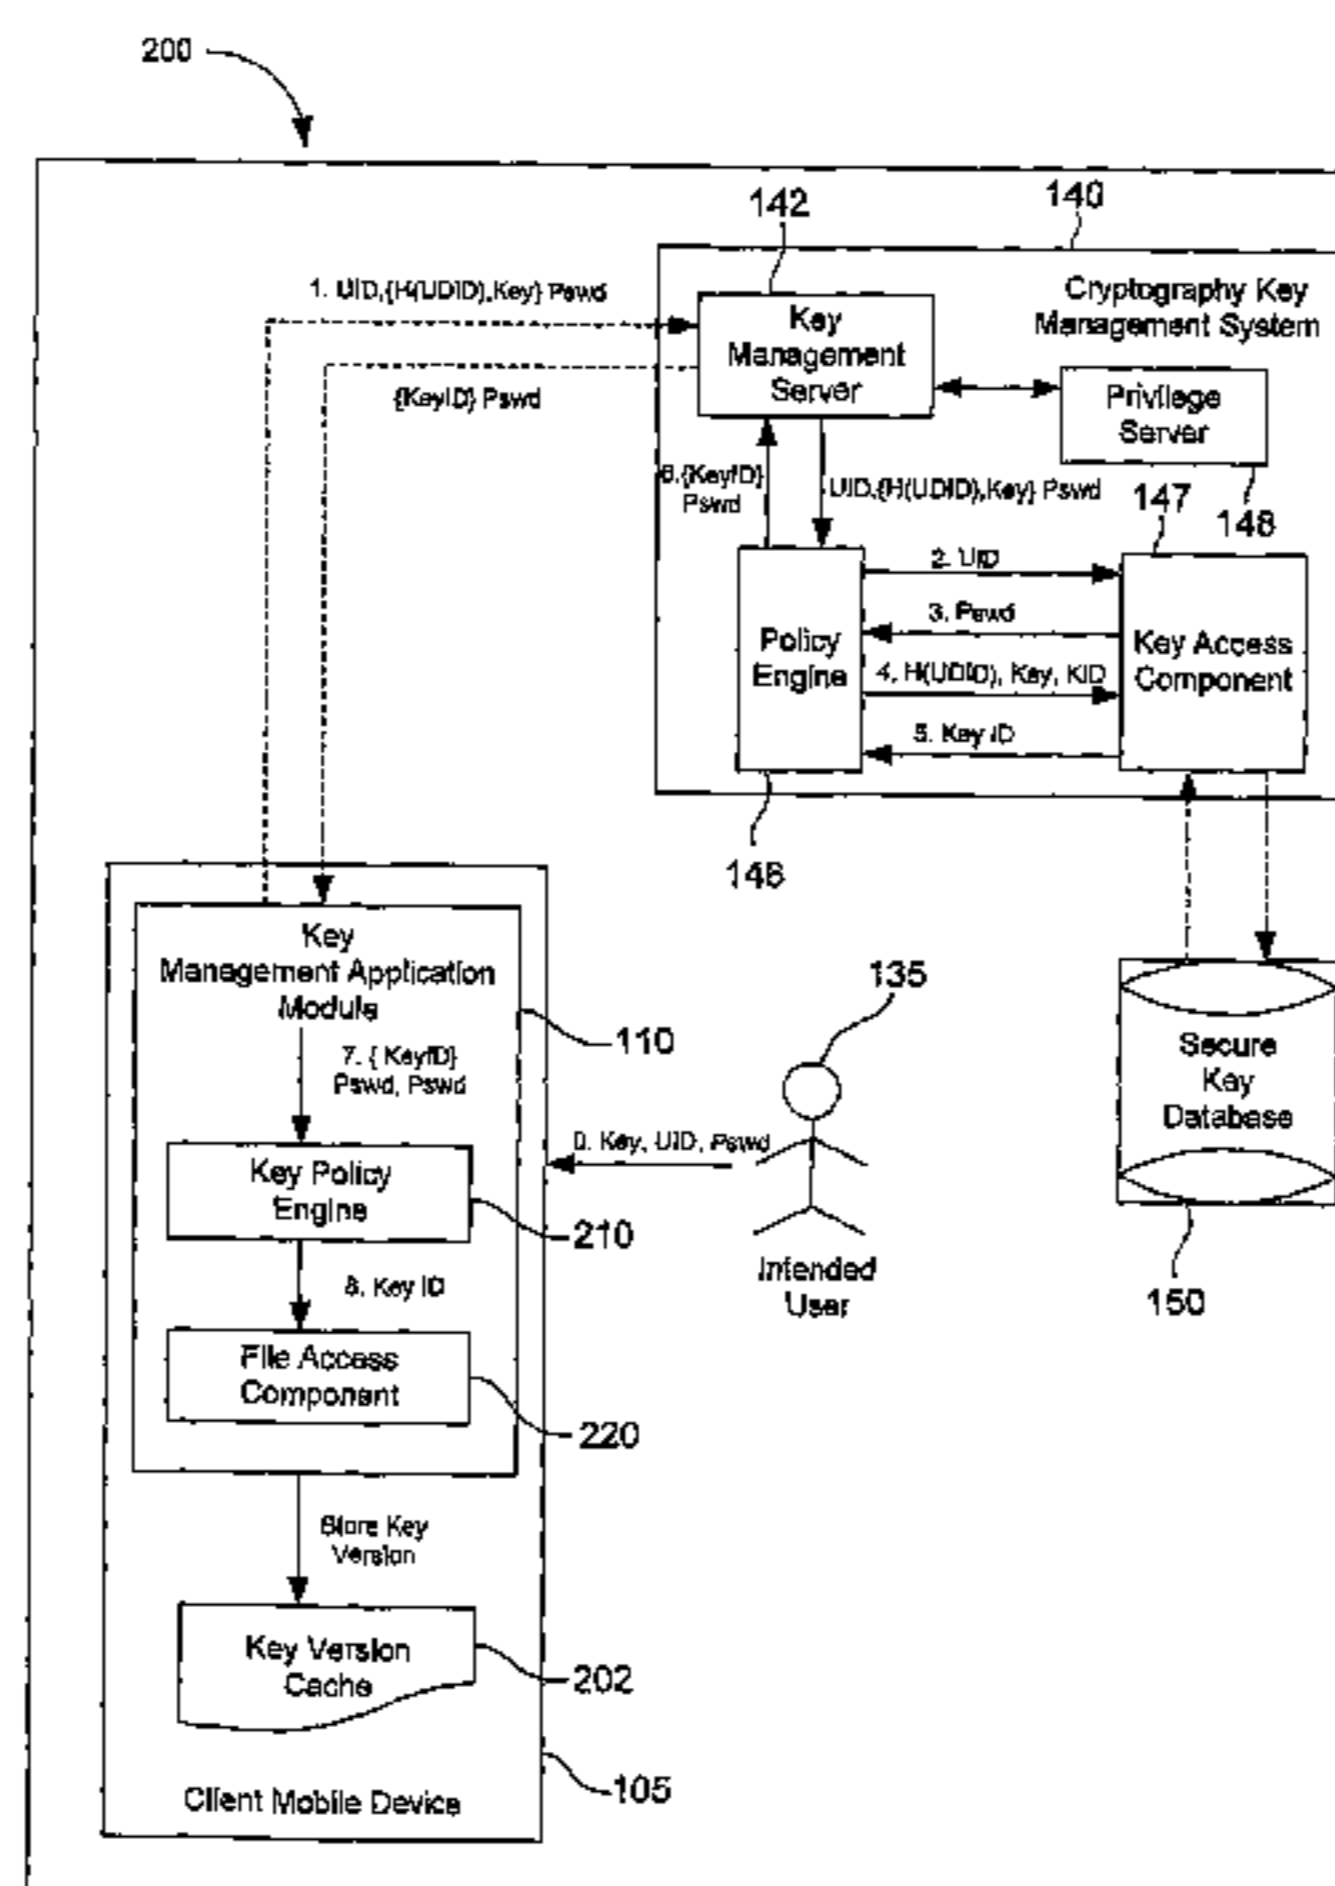 200
142
140
1. UID,{H(UDID),Key} Pswd
Cryptography Key
Management System
Key
Management
Server
{KeyID} Pswd
Privilege
Server
6.{KeyID}
Pswd
UID,{H(UDID),Key} Pswd
147
148
2. UID
3. Pswd
Policy
Engine
Key Access
Component
4. H(UDID), Key, KID
5. Key ID
146
Key
Management Application
Module
135
110
7. { KeyID}
Pswd, Pswd
Secure
Key
Database
0. Key, UID, Pswd
Key Policy
Engine
210
Intended
User
8. Key ID
150
File Access
Component
220
Store Key
Version
Key Version
Cache
202
105
Client Mobile Device